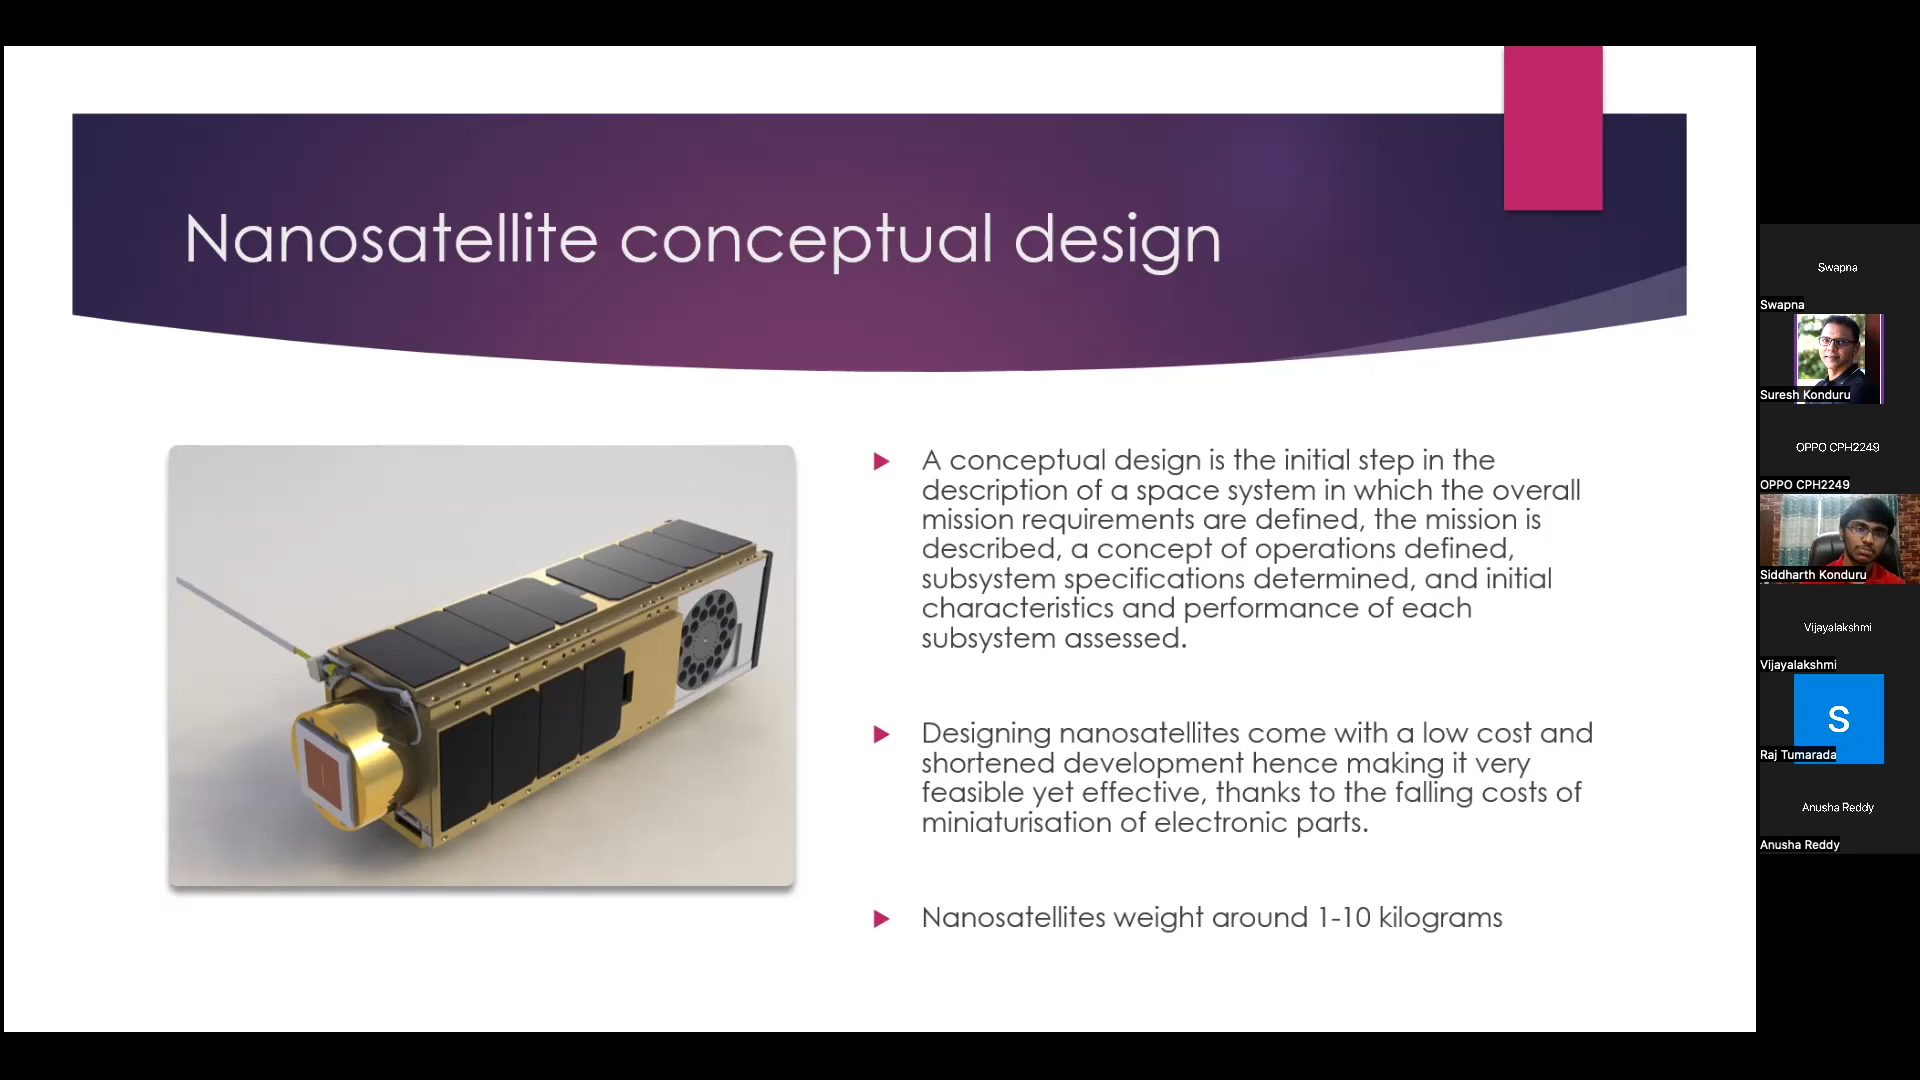 Nanosatellite conceptual design
A conceptual design is the initial step in the
description of a space system in which the overall
mission requirements are defined, the mission is
described, a concept of operations defined,
subsystem specifications determined, and initial
characteristics and performance of each
subsystem assessed.
Designing nanosatellites come with a low cost and
shortened development hence making it very
feasible yet effective, thanks to the falling costs of
miniaturisation of electronic parts.
Nanosatellites weight around 1-10 kilograms
Swapna
Swapna
Suresh Konduru
OPPO CPH2249
OPPO CPH2249
Siddharth Konduru
Vijayalakshmi
Vijayalakshmi
S
Raj Tumarada
Anusha Reddy
Anusha Reddy